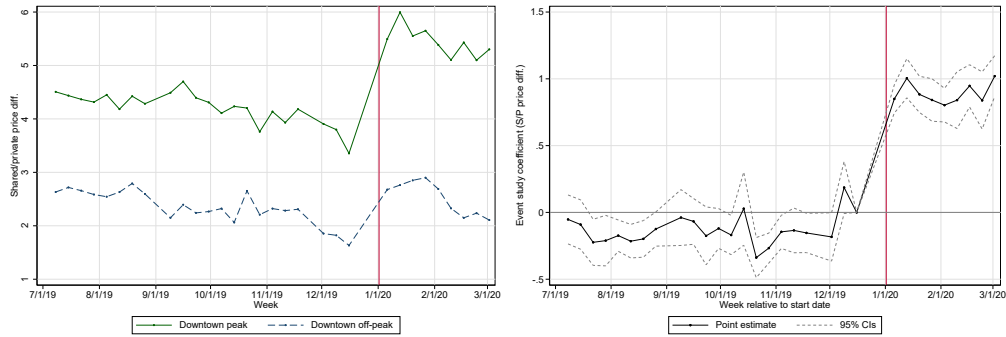 6
5
4
3
2
1
Shared/private price diff.
7/1/19 8/1/19 9/1/19 10/1/19 11/1/19 12/1/19 1/1/20 2/1/20 3/1/20
Week
Downtown peak Downtown off-peak
1.5
1
.5
0
-.5
Event study coefficient (S/P price diff.)
7/1/19 8/1/19 9/1/19 10/1/19 11/1/19 12/1/19 1/1/20 2/1/20 3/1/20
Week relative to start date
Point estimate 95% CIs